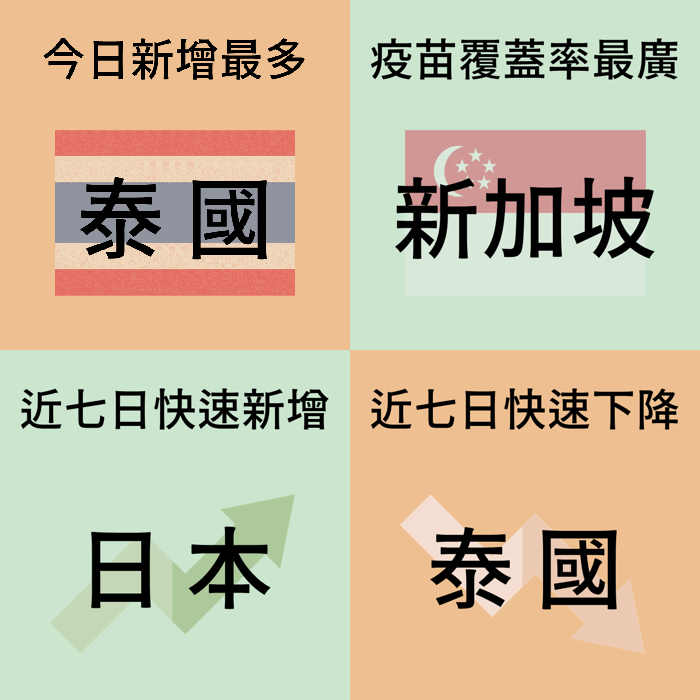 今日新增最多
泰國
疫苗覆蓋率最廣
新加坡
近七日快速新增
日本
近七日快速下降
泰國